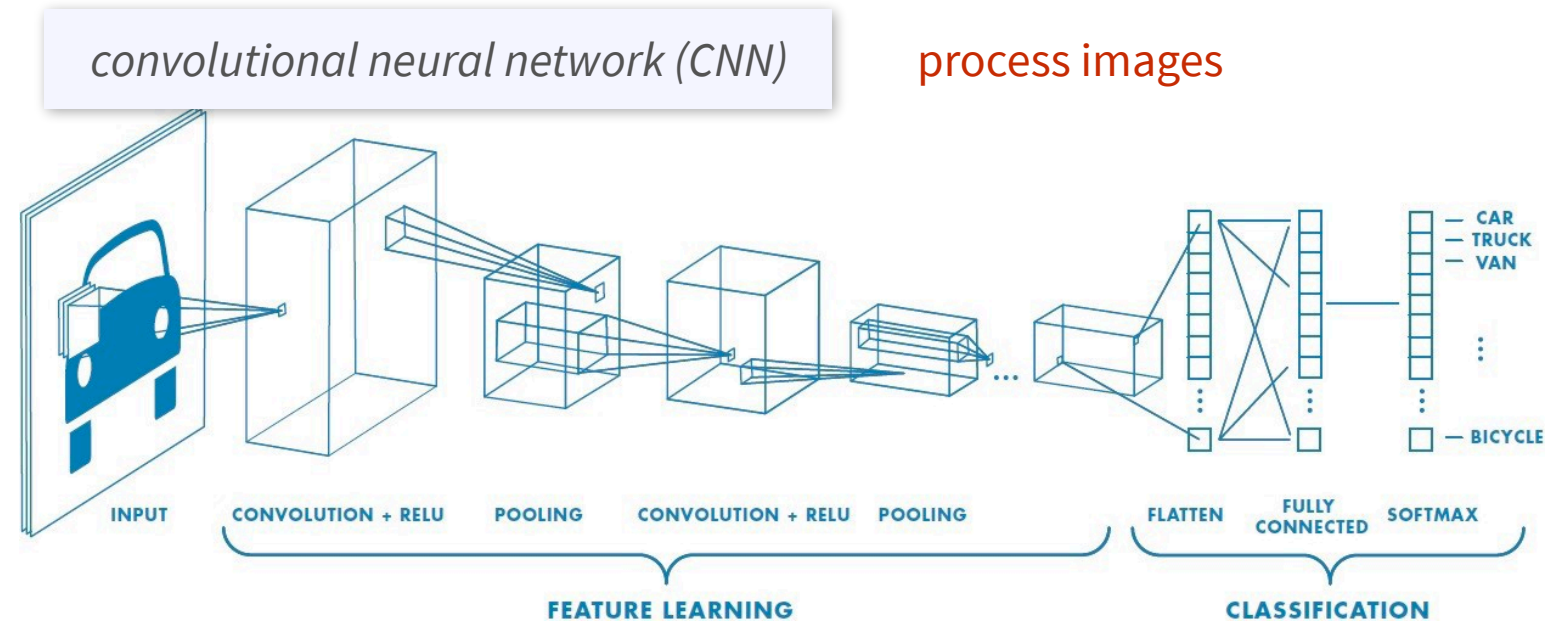 convolutional neural network (CNN)
process images
CAR
TRUCK
VAN
BICYCLE
INPUT
CONVOLUTION + RELU
POOLING
CONVOLUTION + RELU
POOLING
...
FLATTEN
FULLY
CONNECTED
SOFTMAX
FEATURE LEARNING
CLASSIFICATION